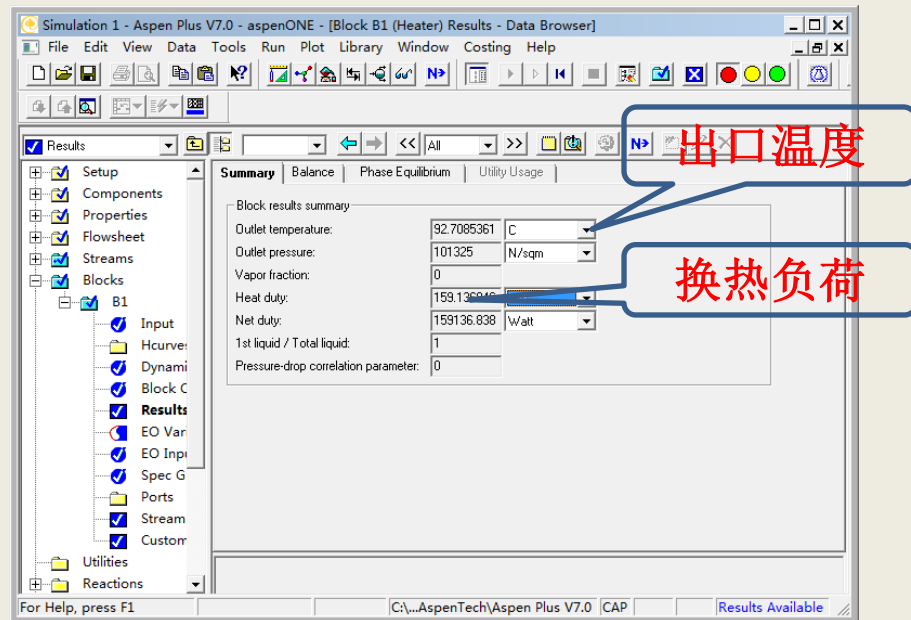 Simulation 1 - Aspen Plus V7.0 - aspenONE - [Block B1 (Heater) Results - Data Browser]
File Edit View Data Tools Run Plot Library Window Costing Help
N>
Results
<< All >> N>
出口温度
Setup
Components
Properties
Flowsheet
Streams
Blocks
B1
Input
Hcurve
Dynami
Block C
Results
EO Var
EO Inp
Spec G
Ports
Stream
Custom
Utilities
Reactions
Summary Balance Phase Equilibrium Utility Usage
Block results summary
Outlet temperature: 92.7085361 C
Outlet pressure: 101325 N/sqm
Vapor fraction: 0
Heat duty:
换热负荷
Net duty: 159136.838 Watt
1st liquid / Total liquid: 1
Pressure-drop correlation parameter: 0
For Help, press F1 C:\...AspenTech\Aspen Plus V7.0 CAP Results Available